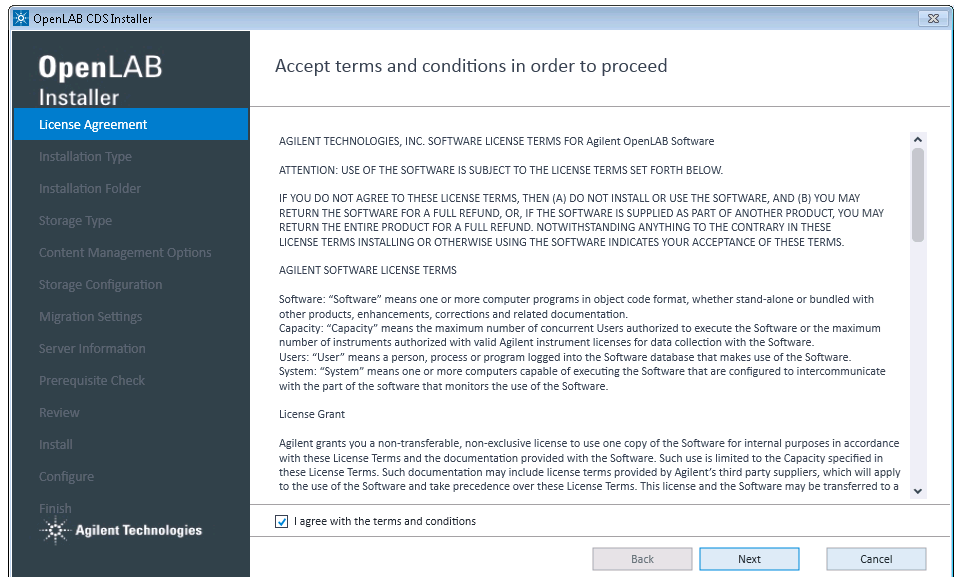 OpenLAB CDS Installer
OpenLAB
Installer
License Agreement
Installation Type
Installation Folder
Storage Type
Content Management Options
Storage Configuration
Migration Settings
Server Information
Prerequisite Check
Review
Install
Configure
Finish
Agilent Technologies
Accept terms and conditions in order to proceed
AGILENT TECHNOLOGIES, INC. SOFTWARE LICENSE TERMS FOR Agilent OpenLAB Software
ATTENTION: USE OF THE SOFTWARE IS SUBJECT TO THE LICENSE TERMS SET FORTH BELOW.
IF YOU DO NOT AGREE TO THESE LICENSE TERMS, THEN (A) DO NOT INSTALL OR USE THE SOFTWARE, AND (B) YOU MAY
RETURN THE SOFTWARE FOR A FULL REFUND, OR, IF THE SOFTWARE IS SUPPLIED AS PART OF ANOTHER PRODUCT, YOU MAY
RETURN THE ENTIRE PRODUCT FOR A FULL REFUND. NOTWITHSTANDING ANYTHING TO THE CONTRARY IN THESE
LICENSE TERMS INSTALLING OR OTHERWISE USING THE SOFTWARE INDICATES YOUR ACCEPTANCE OF THESE TERMS.
AGILENT SOFTWARE LICENSE TERMS
Software: “Software” means one or more computer programs in object code format, whether stand-alone or bundled with
other products, enhancements, corrections and related documentation.
Capacity: “Capacity” means the maximum number of concurrent Users authorized to execute the Software or the maximum
number of instruments authorized with valid Agilent instrument licenses for data collection with the Software.
Users: “User” means a person, process or program logged into the Software database that makes use of the Software.
System: “System” means one or more computers capable of executing the Software that are configured to intercommunicate
with the part of the software that monitors the use of the Software.
License Grant
Agilent grants you a non-transferable, non-exclusive license to use one copy of the Software for internal purposes in accordance
with these License Terms and the documentation provided with the Software. Such use is limited to the Capacity specified in
these License Terms. Such documentation may include license terms provided by Agilent’s third party suppliers, which will apply
to the use of the Software and take precedence over these License Terms. This license and the Software may be transferred to a
I agree with the terms and conditions
Back
Next
Cancel